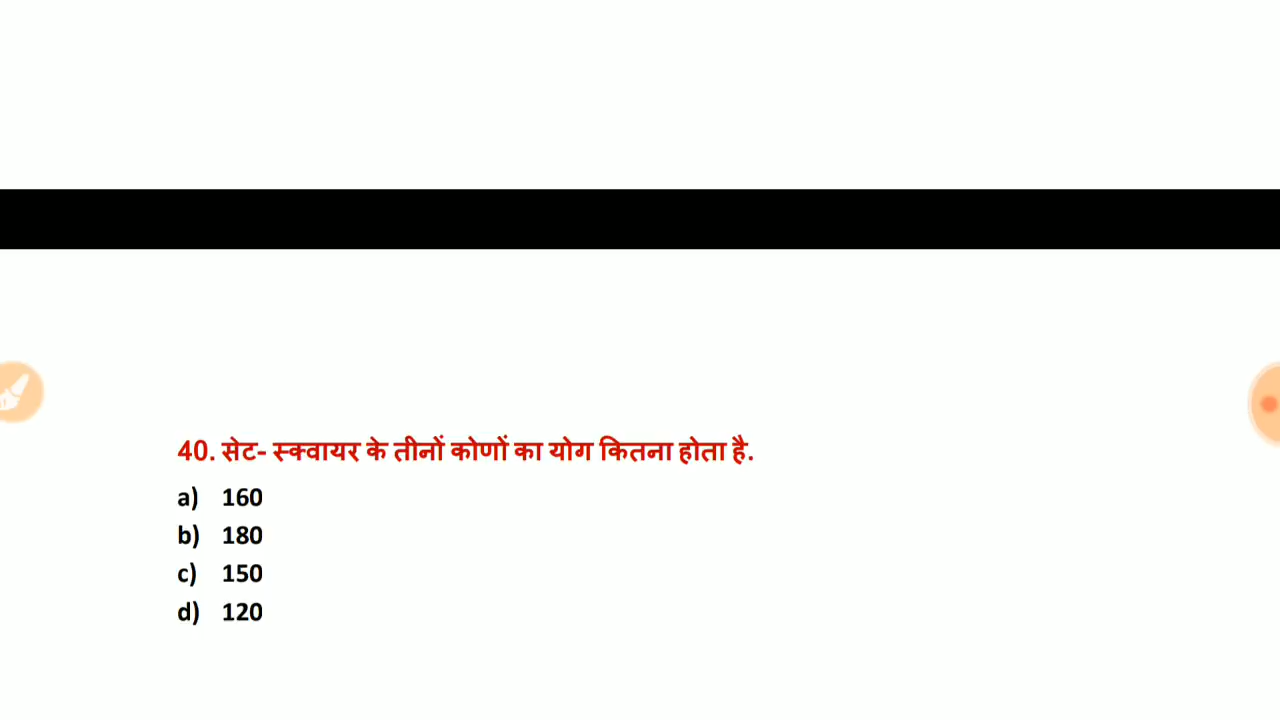 40. सेट- स्क्वायर के तीनों कोणों का योग कितना होता है.
a) 160
b) 180
c) 150
d) 120